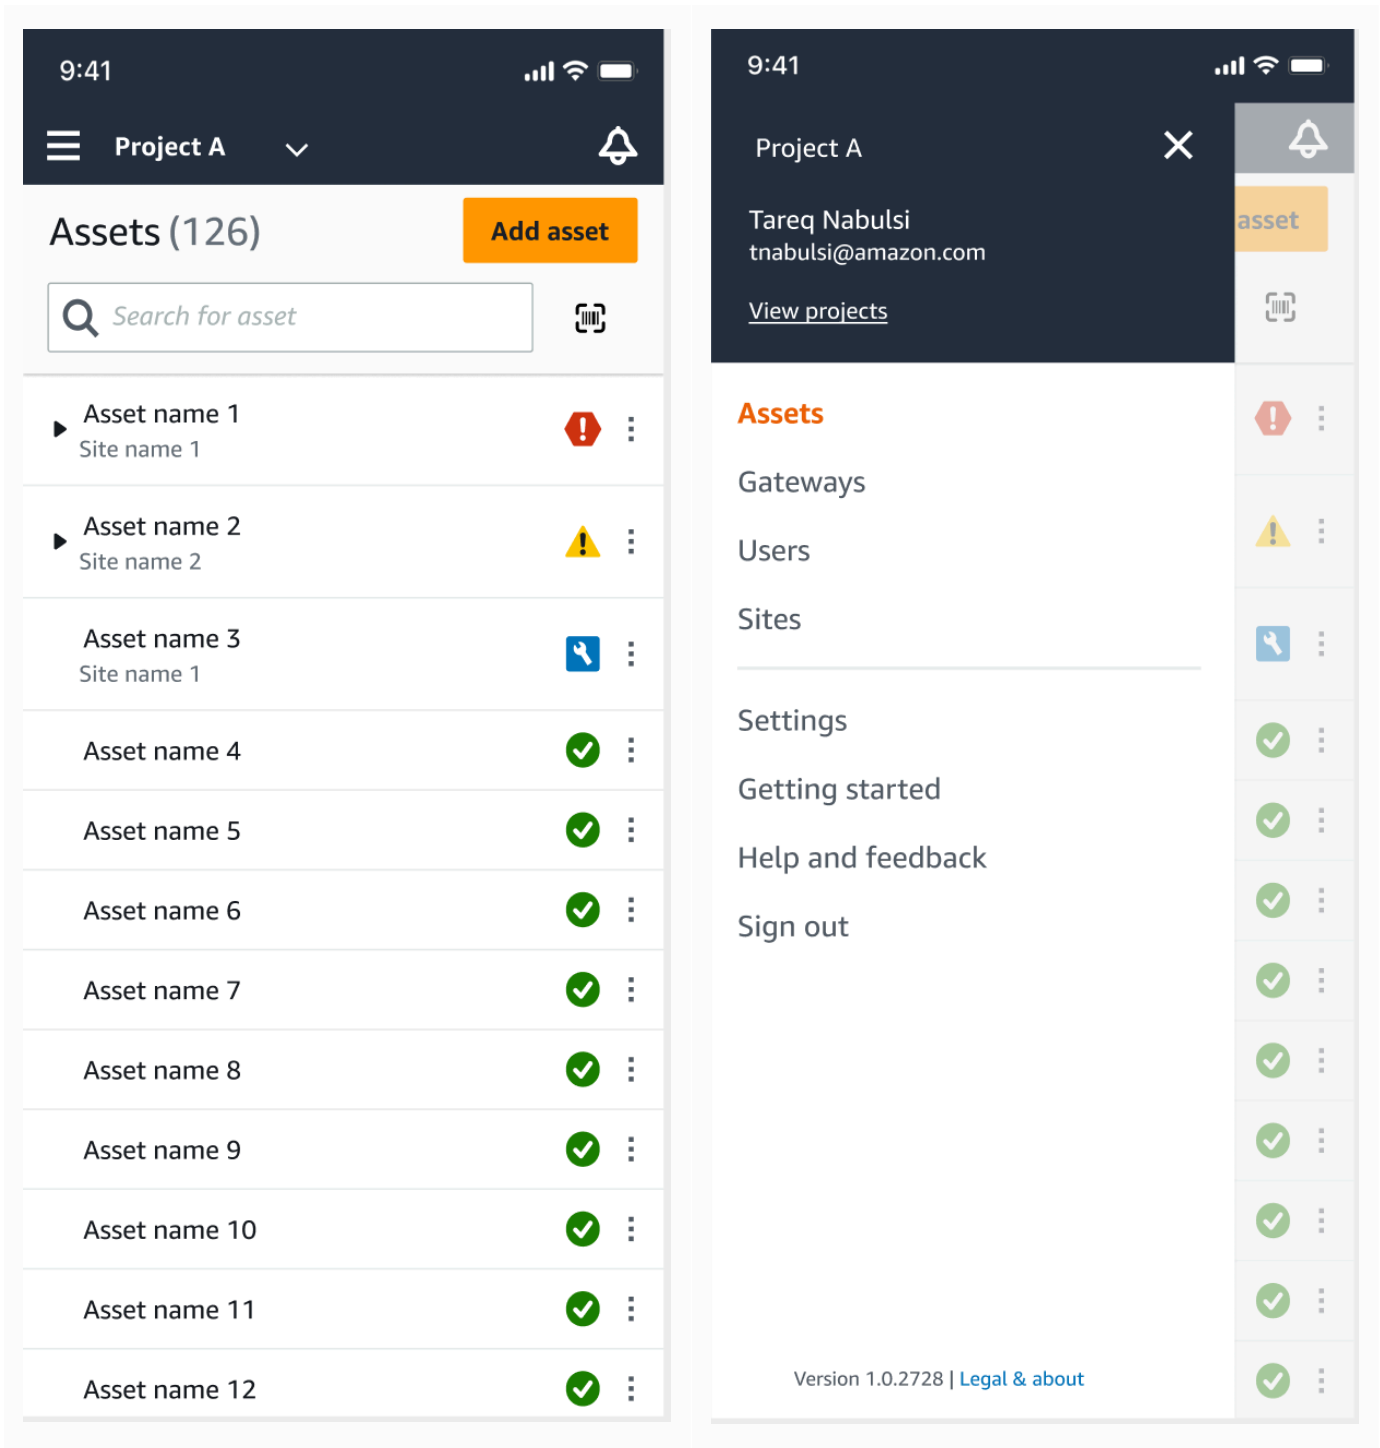 9:41
Project A
Assets (126)
Add asset
Search for asset
Asset name 1
Site name 1
Asset name 2
Site name 2
Asset name 3
Site name 1
Asset name 4
Asset name 5
Asset name 6
Asset name 7
Asset name 8
Asset name 9
Asset name 10
Asset name 11
Asset name 12
9:41
Project A
Tareq Nabulsi
tnabulsi@amazon.com
View projects
asset
Assets
Gateways
Users
Sites
Settings
Getting started
Help and feedback
Sign out
Version 1.0.2728 | Legal & about